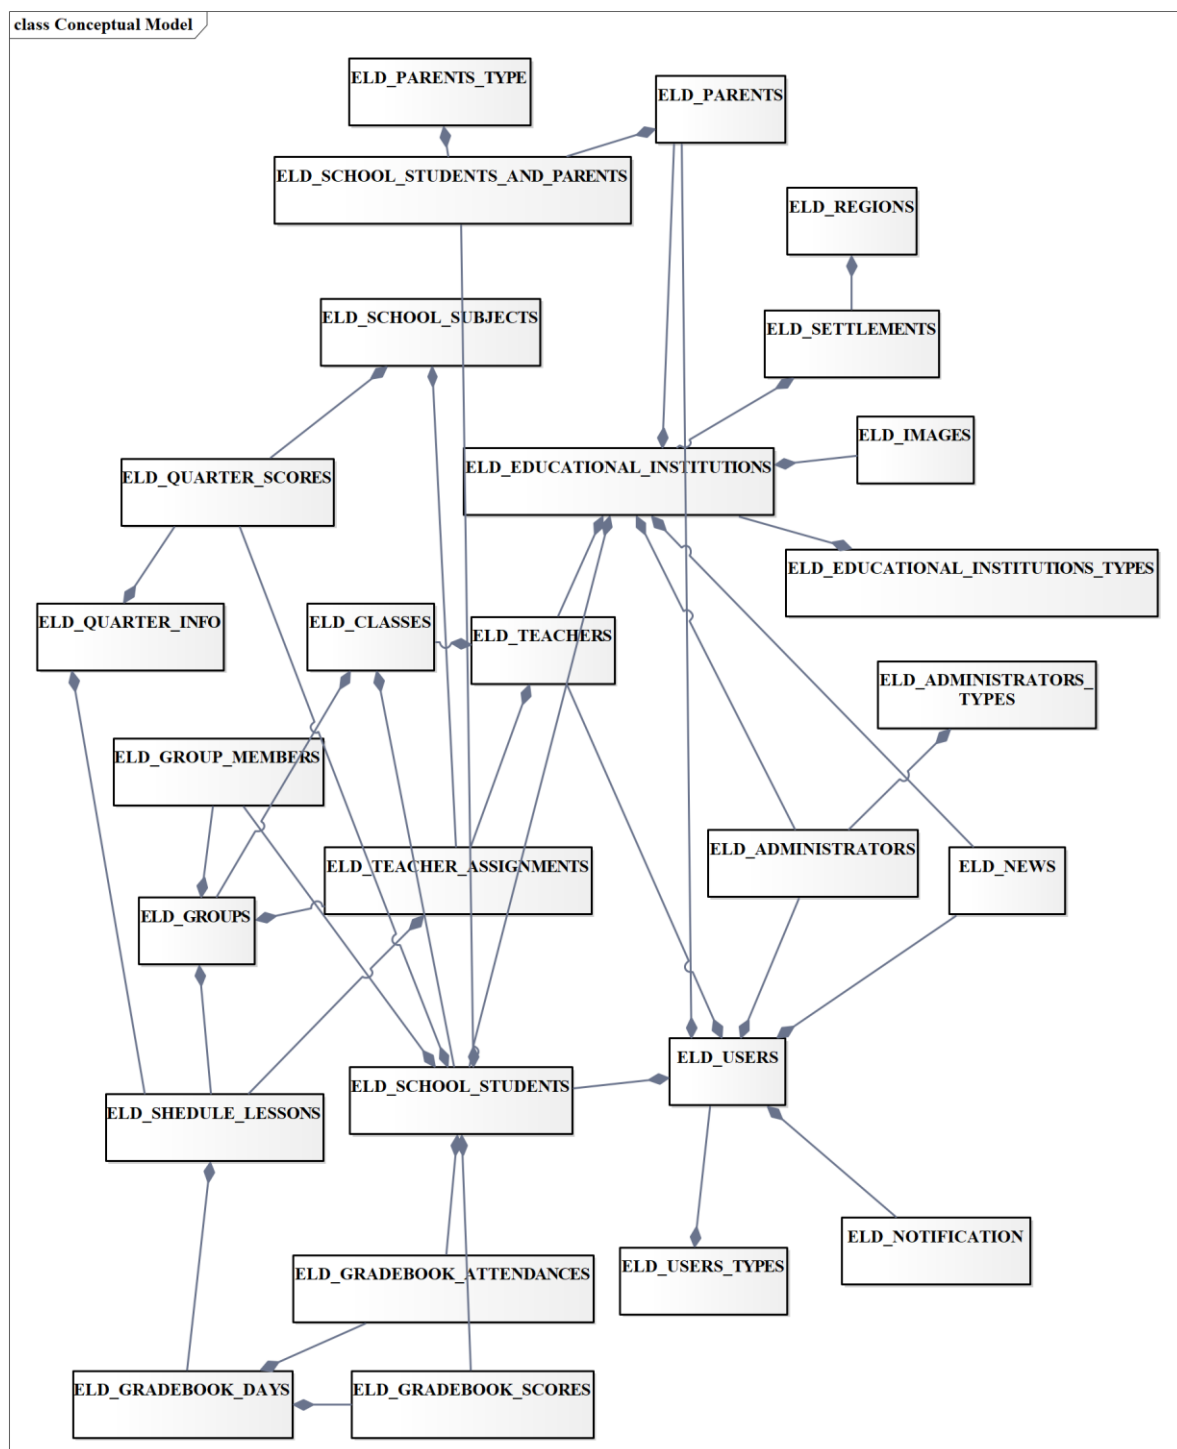 class Conceptual Model
ELD_PARENTS_TYPE
ELD_PARENTS
ELD_SCHOOL_STUDENTS_AND_PARENTS
ELD_REGIONS
ELD_SCHOOL_SUBJECTS
ELD_SETTLEMENTS
ELD_IMAGES
ELD_QUARTER_SCORES
ELD_EDUCATIONAL_INSTITUTIONS
ELD_EDUCATIONAL_INSTITUTIONS_TYPES
ELD_QUARTER_INFO
ELD_CLASSES
ELD_TEACHERS
ELD_ADMINISTRATORS_
TYPES
ELD_GROUP_MEMBERS
ELD_TEACHER_ASSIGNMENTS
ELD_ADMINISTRATORS
ELD_NEWS
ELD_GROUPS
ELD_USERS
ELD_SCHOOL_STUDENTS
ELD_SHEDULE_LESSONS
ELD_NOTIFICATION
ELD_GRADEBOOK_ATTENDANCES
ELD_USERS_TYPES
ELD_GRADEBOOK_DAYS
ELD_GRADEBOOK_SCORES